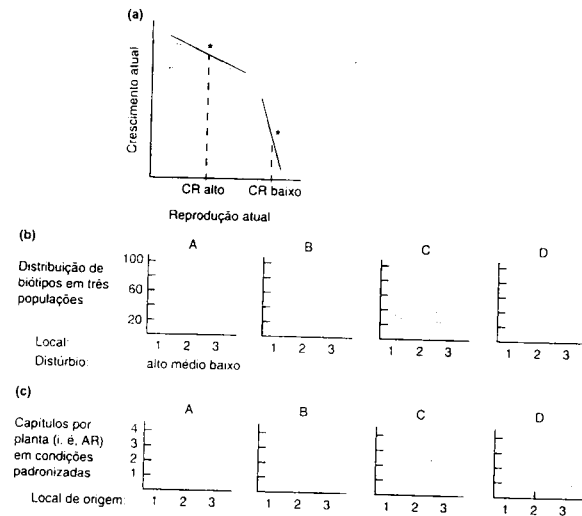 (a)
Crescimento atual
*
*
CR alto CR baixo
Reprodução atual
(b)
A B C D
Distribuição de
biótipos em três
populações
100
60
20
Local: 1 2 3 1 2 3 1 2 3 1 2 3
Distúrbio: alto médio baixo
(c)
A B C D
Capítulos por
planta (i. é, AR)
em condições
padronizadas
4
3
2
1
Local de origem: 1 2 3 1 2 3 1 2 3 1 2 3